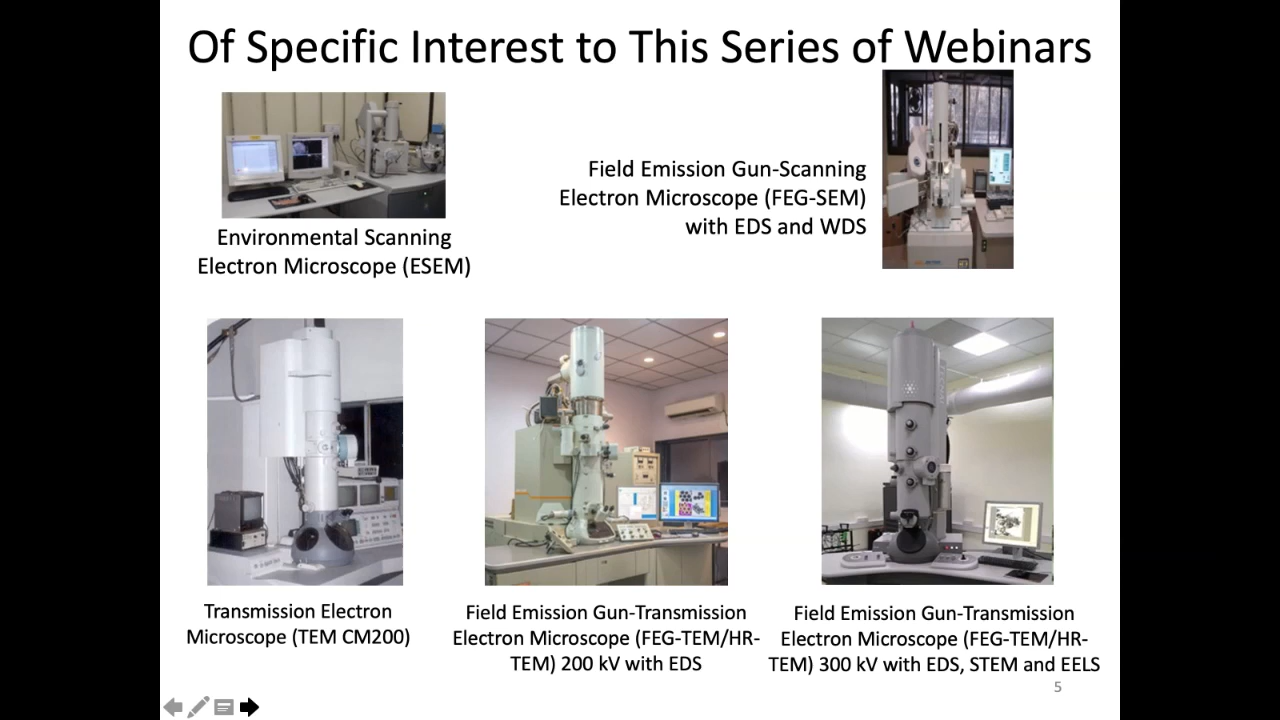 Of Specific Interest to This Series of Webinars
Field Emission Gun-Scanning
Electron Microscope (FEG-SEM)
with EDS and WDS
Environmental Scanning
Electron Microscope (ESEM)
Transmission Electron
Microscope (TEM CM200)
Field Emission Gun-Transmission
Electron Microscope (FEG-TEM/HR-
TEM) 200 kV with EDS
Field Emission Gun-Transmission
Electron Microscope (FEG-TEM/HR-
TEM) 300 kV with EDS, STEM and EELS
5